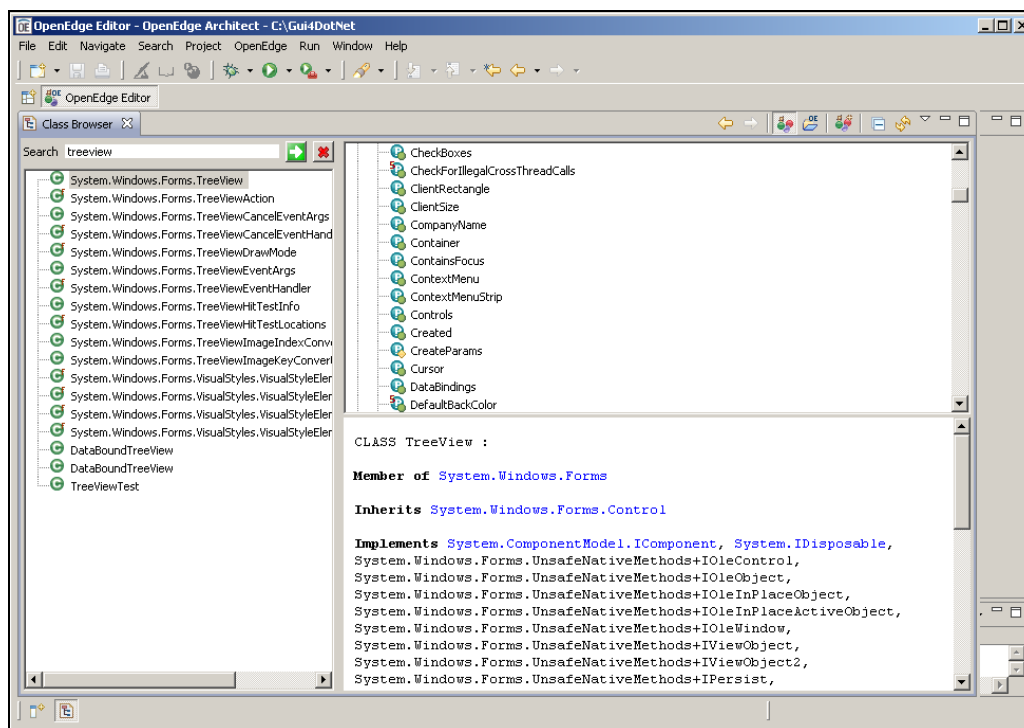 OpenEdge Editor - OpenEdge Architect - C:\Gui4DotNet
File Edit Navigate Search Project OpenEdge Run Window Help
OpenEdge Editor
Class Browser
Search treeview
System.Windows.Forms.TreeView
System.Windows.Forms.TreeViewAction
System.Windows.Forms.TreeViewCancelEventArgs
System.Windows.Forms.TreeViewCancelEventHand
System.Windows.Forms.TreeViewDrawMode
System.Windows.Forms.TreeViewEventArgs
System.Windows.Forms.TreeViewEventHandler
System.Windows.Forms.TreeViewHitTestInfo
System.Windows.Forms.TreeViewHitTestLocations
System.Windows.Forms.TreeViewImageIndexConv
System.Windows.Forms.TreeViewImageKeyConver
System.Windows.Forms.VisualStyles.VisualStyleEler
System.Windows.Forms.VisualStyles.VisualStyleEler
System.Windows.Forms.VisualStyles.VisualStyleEler
System.Windows.Forms.VisualStyles.VisualStyleEler
DataBoundTreeView
DataBoundTreeView
TreeViewTest
CheckBoxes
CheckForIllegalCrossThreadCalls
ClientRectangle
ClientSize
CompanyName
Container
ContainsFocus
ContextMenu
ContextMenuStrip
Controls
Created
CreateParams
Cursor
DataBindings
DefaultBackColor
CLASS TreeView :
Member of System.Windows.Forms
Inherits System.Windows.Forms.Control
Implements System.ComponentModel.IComponent, System.IDisposable,
System.Windows.Forms.UnsafeNativeMethods+IOleControl,
System.Windows.Forms.UnsafeNativeMethods+IOleObject,
System.Windows.Forms.UnsafeNativeMethods+IOleInPlaceObject,
System.Windows.Forms.UnsafeNativeMethods+IOleInPlaceActiveObject,
System.Windows.Forms.UnsafeNativeMethods+IOleWindow,
System.Windows.Forms.UnsafeNativeMethods+IViewObject,
System.Windows.Forms.UnsafeNativeMethods+IViewObject2,
System.Windows.Forms.UnsafeNativeMethods+IPersist,